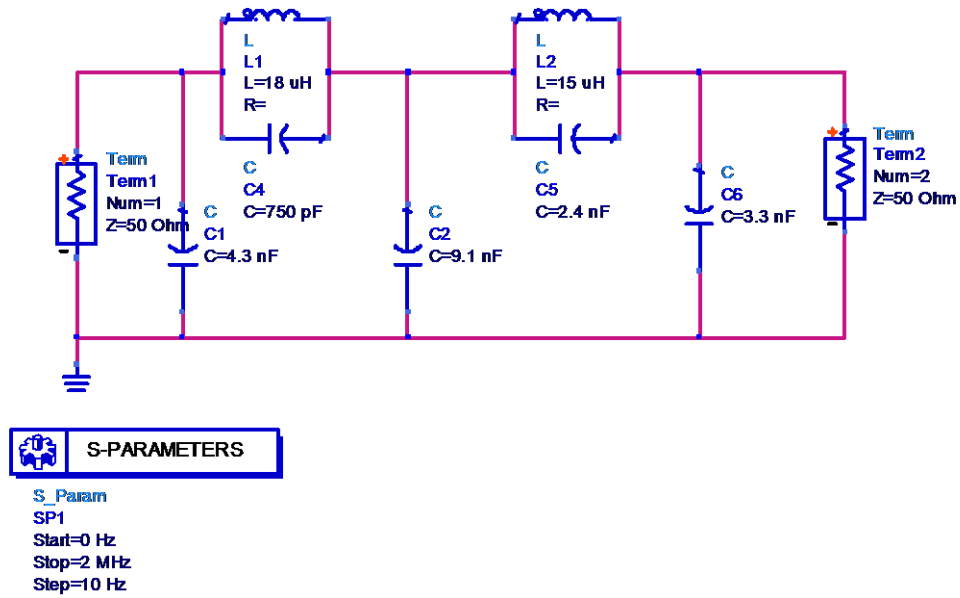 L
L1
L=18 uH
R=
L
L2
L=15 uH
R=
C
C4
C=750 pF
C
C5
C=2.4 nF
Term
Term1
Num=1
Z=50 Ohm
C
C1
C=4.3 nF
C
C2
C=9.1 nF
C
C6
C=3.3 nF
Term
Term2
Num=2
Z=50 Ohm
S-PARAMETERS
S_Param
SP1
Start=0 Hz
Stop=2 MHz
Step=10 Hz